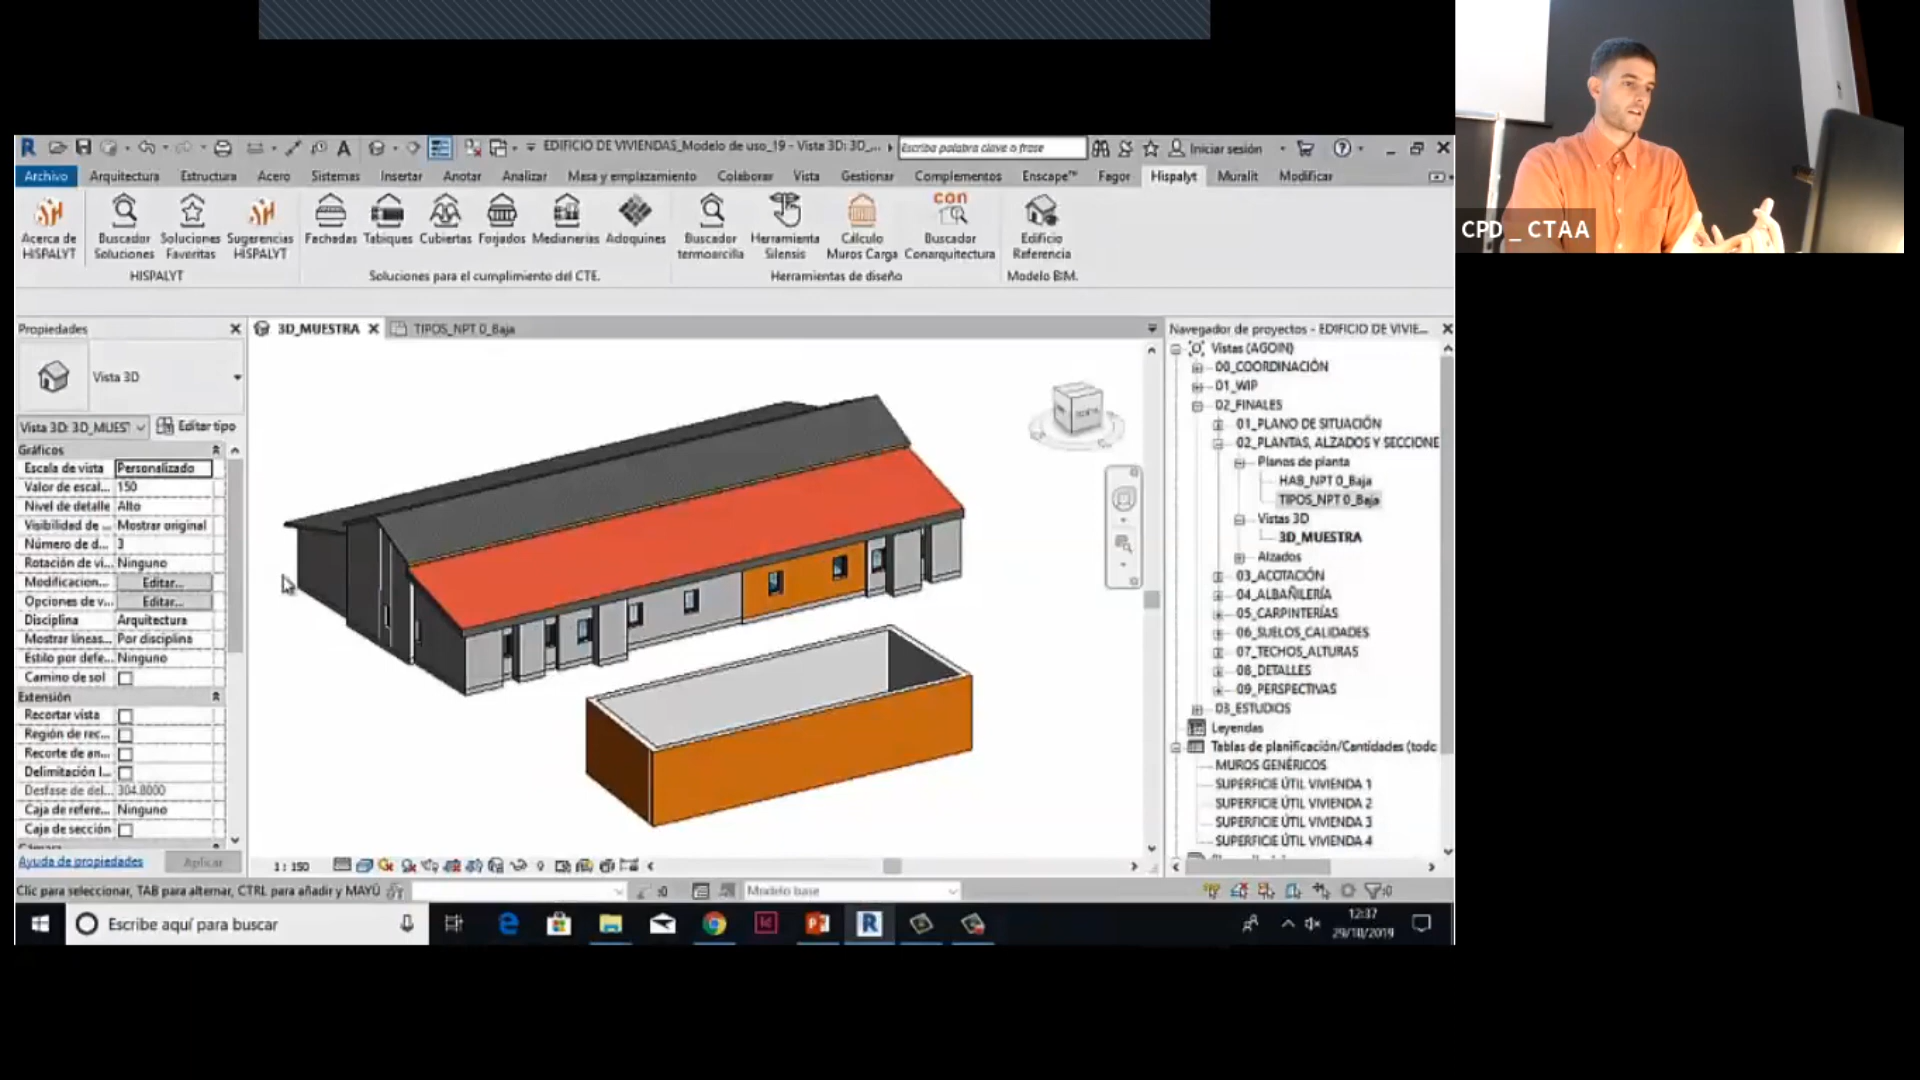 EDIFICIO DE VIVIENDAS_Modelo de uso_19 - Vista 3D: 3D_...
Escriba palabra clave o frase
Iniciar sesión
Archivo Arquitectura Estructura Acero Sistemas Insertar Anotar Analizar Masa y emplazamiento Colaborar Vista Gestionar Complementos Enscape™ Fagor Hispalyt Muralit Modificar
Acerca de HISPALYT
Buscador Soluciones
Soluciones Favoritas
Sugerencias HISPALYT
Fachadas Tabiques Cubiertas Forjados Medianerías Adoquines
Buscador termoarcilla
Herramienta Silensis
Cálculo Muros Carga
con
Buscador Conarquitectura
Edificio Referencia
HISPALYT
Soluciones para el cumplimiento del CTE.
Herramientas de diseño
Modelo BIM.
CPD _ CTAA
Propiedades
Vista 3D
Vista 3D: 3D_MUEST
Editar tipo
Gráficos
Escala de vista Personalizado
Valor de escal... 150
Nivel de detalle Alto
Visibilidad de ... Mostrar original
Número de d... 3
Rotación de vi... Ninguno
Modificacion... Editar...
Opciones de v... Editar...
Disciplina Arquitectura
Mostrar líneas... Por disciplina
Estilo por defe... Ninguno
Camino de sol
Extensión
Recortar vista
Región de rec...
Recorte de an...
Delimitación l...
Desfase de del... 304.8000
Caja de refere... Ninguno
Caja de sección
Cámara
Ayuda de propiedades
Aplicar
3D_MUESTRA
TIPOS_NPT 0_Baja
1 : 150
Navegador de proyectos - EDIFICIO DE VIVIE...
Vistas (AGOIN)
00_COORDINACIÓN
01_WIP
02_FINALES
01_PLANO DE SITUACIÓN
02_PLANTAS, ALZADOS Y SECCIONE
Planos de planta
HAB_NPT 0_Baja
TIPOS_NPT 0_Baja
Vistas 3D
3D_MUESTRA
Alzados
03_ACOTACIÓN
04_ALBAÑILERÍA
05_CARPINTERÍAS
06_SUELOS_CALIDADES
07_TECHOS_ALTURAS
08_DETALLES
09_PERSPECTIVAS
03_ESTUDIOS
Leyendas
Tablas de planificación/Cantidades (todo
MUROS GENÉRICOS
SUPERFICIE ÚTIL VIVIENDA 1
SUPERFICIE ÚTIL VIVIENDA 2
SUPERFICIE ÚTIL VIVIENDA 3
SUPERFICIE ÚTIL VIVIENDA 4
Clic para seleccionar, TAB para alternar, CTRL para añadir y MAYÚ
:0
Modelo base
:0
Escribe aquí para buscar
12:37
29/10/2019